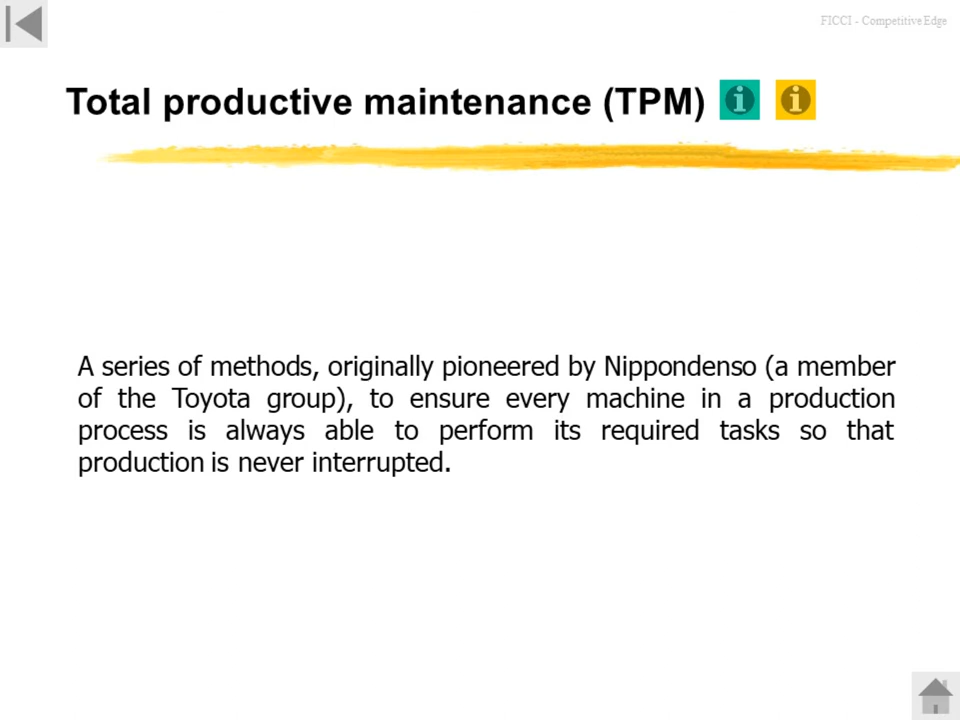 FICCI - Competitive Edge
Total productive maintenance (TPM)
A series of methods, originally pioneered by Nippondenso (a member
of the Toyota group), to ensure every machine in a production
process is always able to perform its required tasks so that
production is never interrupted.